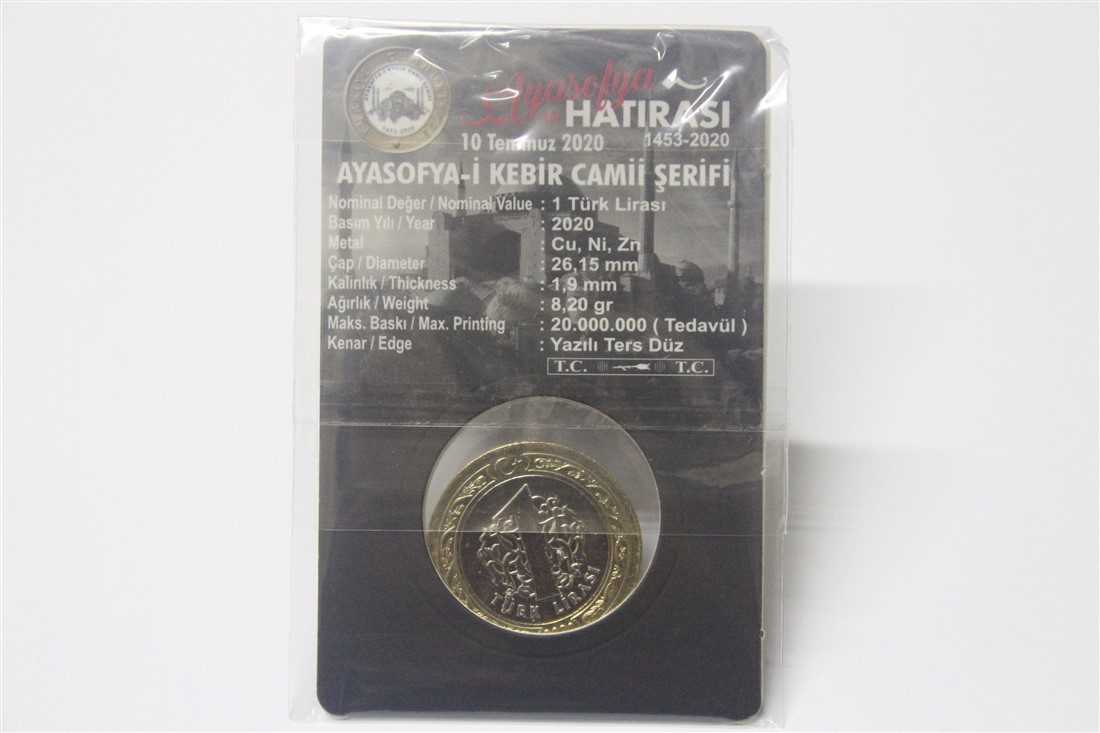 Ayasofya
HATIRASI
10 Temmuz 2020 1453-2020
AYASOFYA-İ KEBİR CAMİİ ŞERİFİ
Nominal Değer / Nominal Value : 1 Türk Lirası
Basım Yılı / Year : 2020
Metal : Cu, Ni, Zn
Çap / Diameter : 26,15 mm
Kalınlık / Thickness : 1,9 mm
Ağırlık / Weight : 8,20 gr
Maks. Baskı / Max. Printing : 20.000.000 ( Tedavül )
Kenar / Edge : Yazılı Ters Düz
T.C. T.C.
1
TÜRK LİRASI